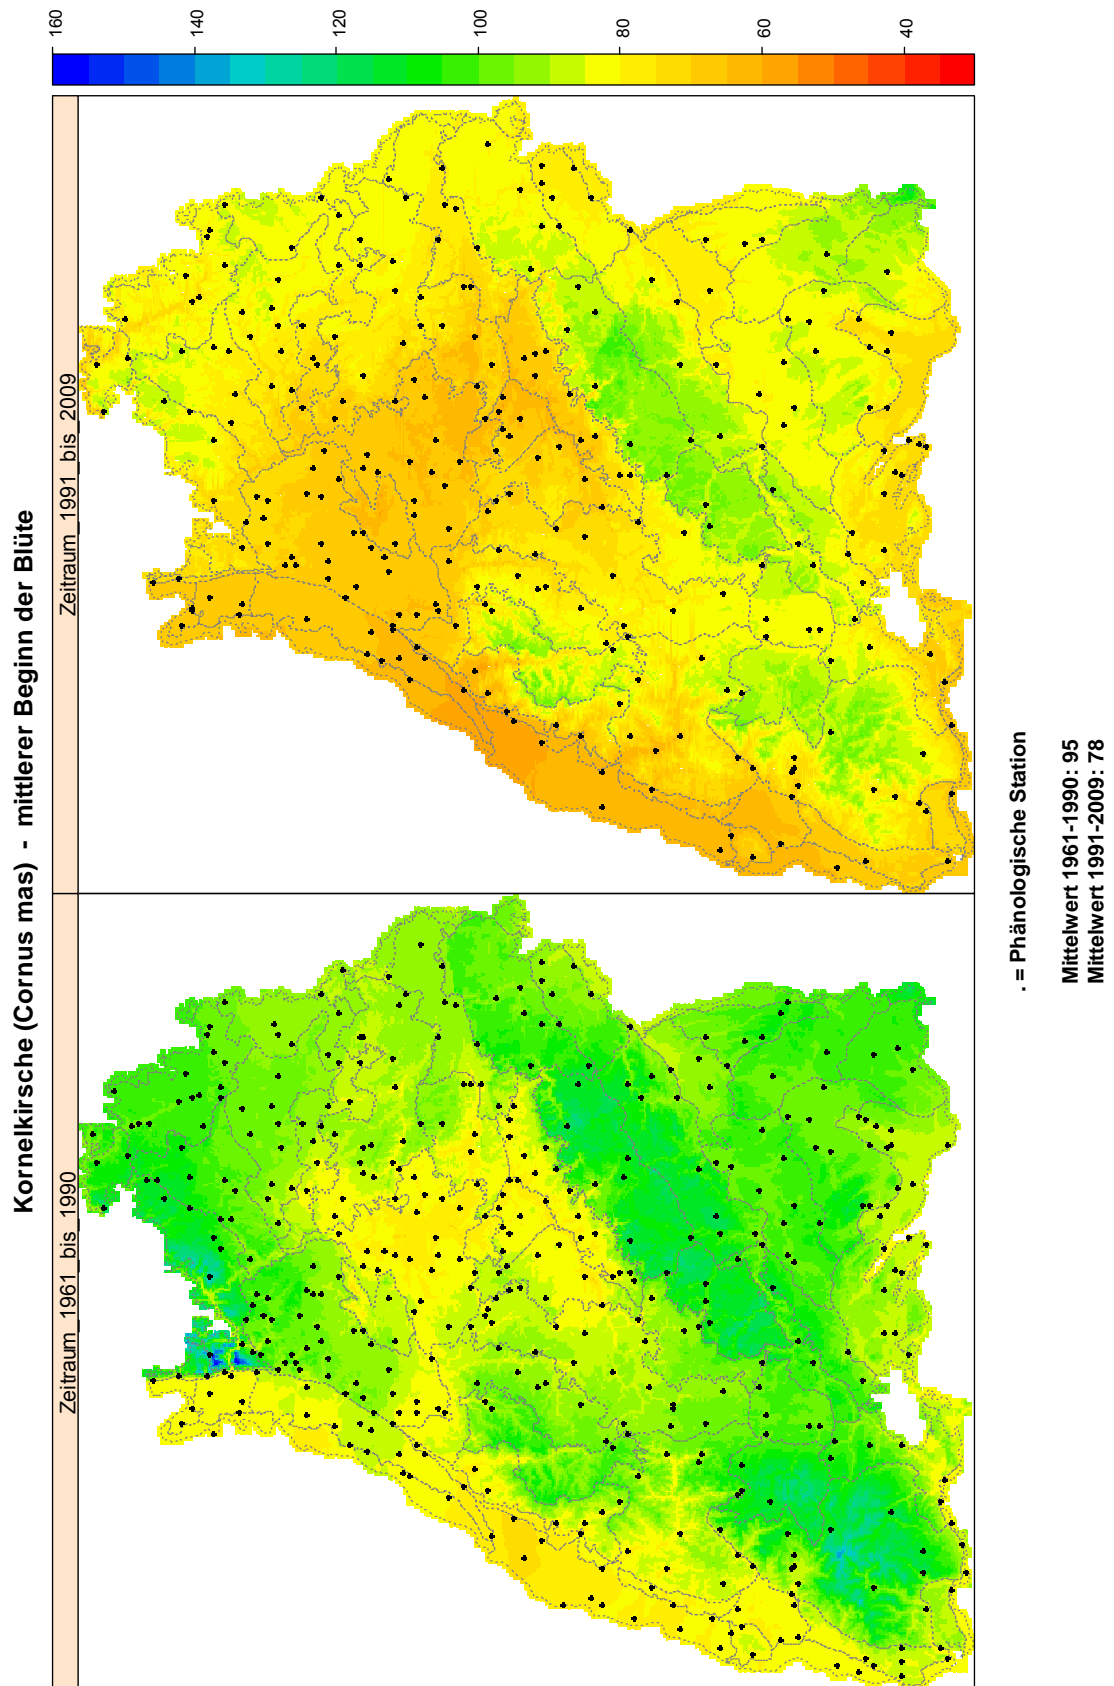 Kornelkirsche (Cornus mas) - mittlerer Beginn der Blüte
Zeitraum_1961_bis_1990
Zeitraum_1991_bis_2009
160
140
120
100
80
60
40
. = Phänologische Station
Mittelwert 1961-1990: 95
Mittelwert 1991-2009: 78